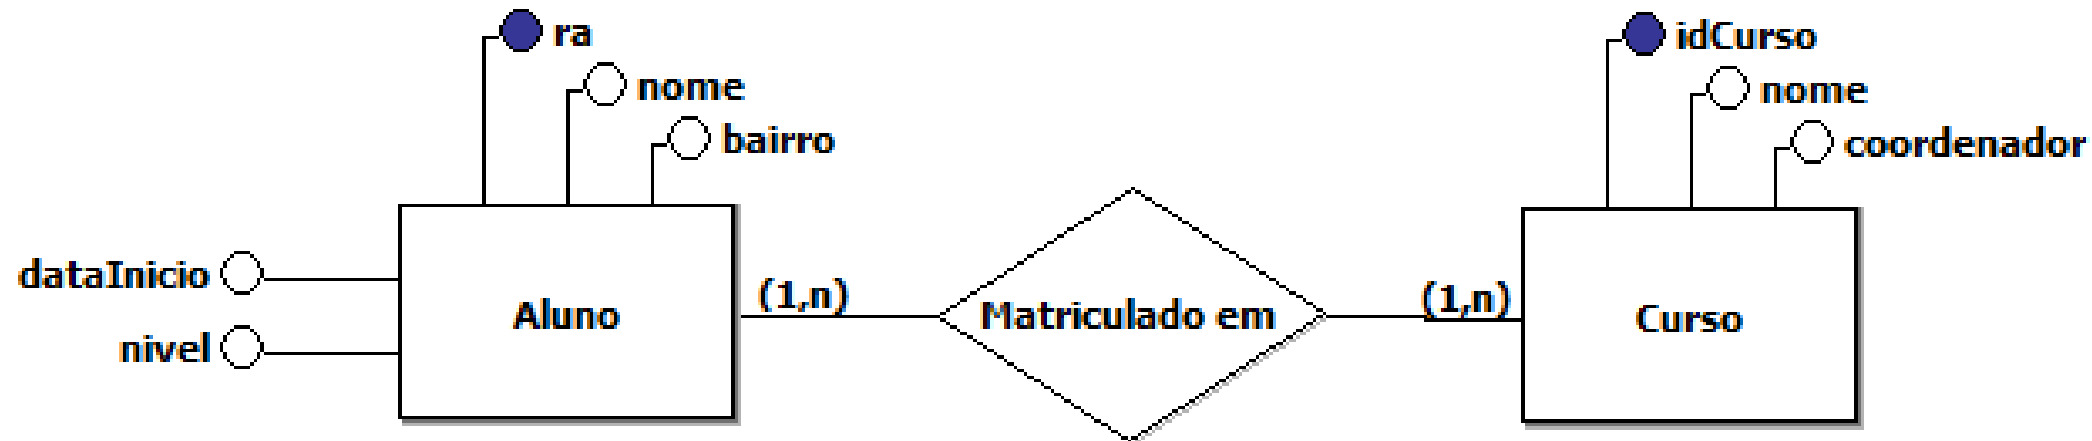 ra
nome
bairro
dataInicio
nivel
Aluno
(1,n)
Matriculado em
(1,n)
idCurso
nome
coordenador
Curso